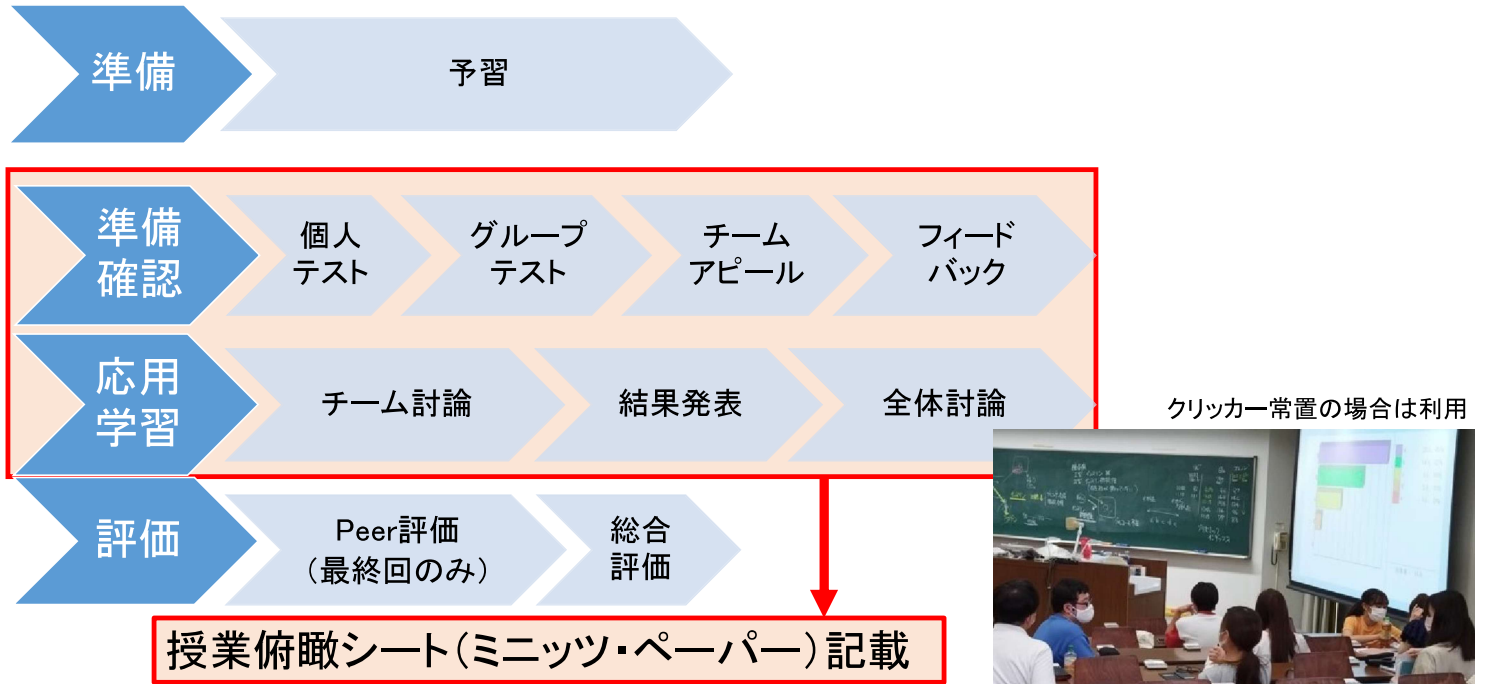 準備
予習
準備
確認
個人
テスト
グループ
テスト
チーム
アピール
フィード
バック
応用
学習
チーム討論
結果発表
全体討論
クリッカー常置の場合は利用
評価
Peer評価
（最終回のみ）
総合
評価
授業俯瞰シート（ミニッツ・ペーパー）記載